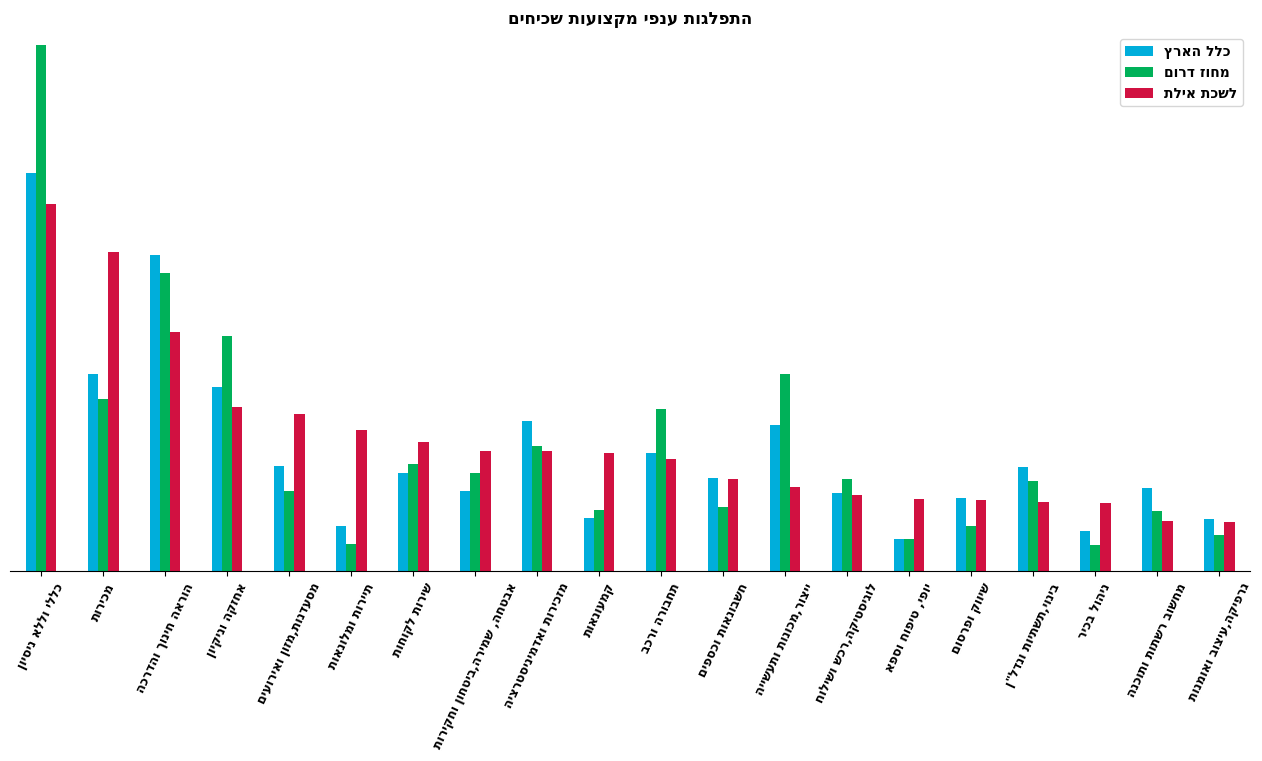 התפלגות ענפי מקצועות שכיחים
כלל הארץ
מחוז דרום
לשכת אילת
כללי וללא ניסיון
מכירות
הוראה חינוך והדרכה
אחזקה וניקיון
מסעדנות,מזון ואירועים
תיירות ומלונאות
שירות לקוחות
אבטחה, שמירה,ביטחון וחקירות
מזכירות ואדמיניסטרציה
קמעונאות
תחבורה ורכב
חשבונאות וכספים
ייצור,מכונות ותעשייה
לוגיסטיקה,רכש ושילוח
יופי, טיפוח וספא
שיווק ופרסום
בינוי,תשתיות ונדל"ן
ניהול בכיר
מחשוב רשתות ותוכנה
גרפיקה,עיצוב ואומנות